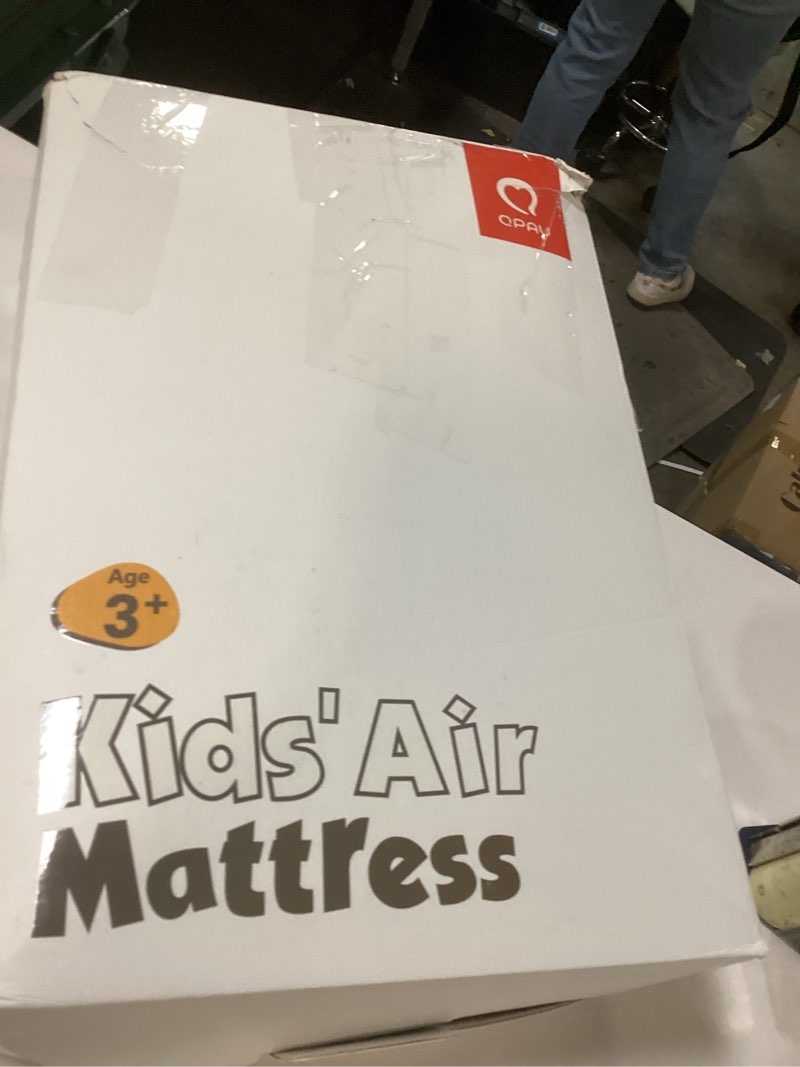 QPAU
Age
3+
Kids' Air
Mattress